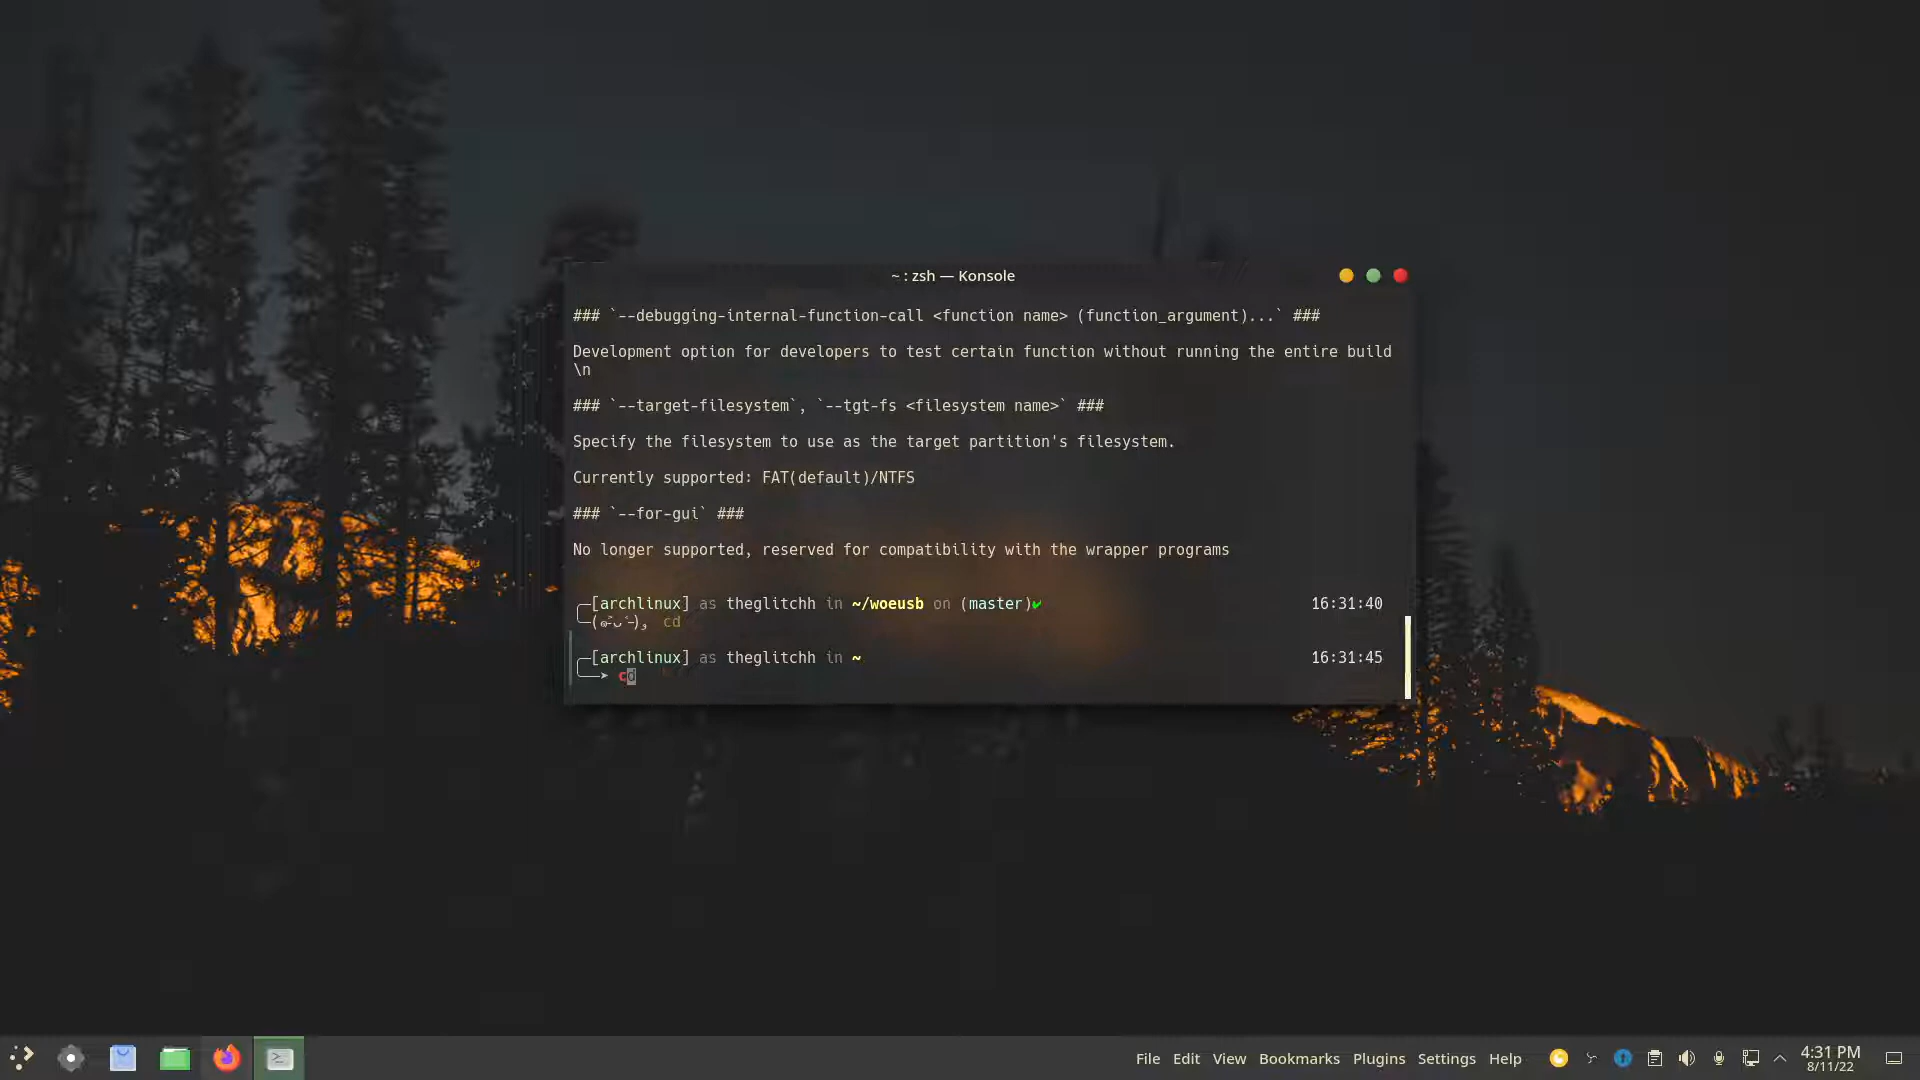 ~ : zsh — Konsole
### `--debugging-internal-function-call <function name> (function_argument)...` ###
Development option for developers to test certain function without running the entire build
\n
### `--target-filesystem`, `--tgt-fs <filesystem name>` ###
Specify the filesystem to use as the target partition's filesystem.
Currently supported: FAT(default)/NTFS
### `--for-gui` ###
No longer supported, reserved for compatibility with the wrapper programs
[archlinux] as theglitchh in ~/woeusb on (master)✔ 16:31:40
cd
[archlinux] as theglitchh in ~ 16:31:45
cd
File Edit View Bookmarks Plugins Settings Help
4:31 PM
8/11/22